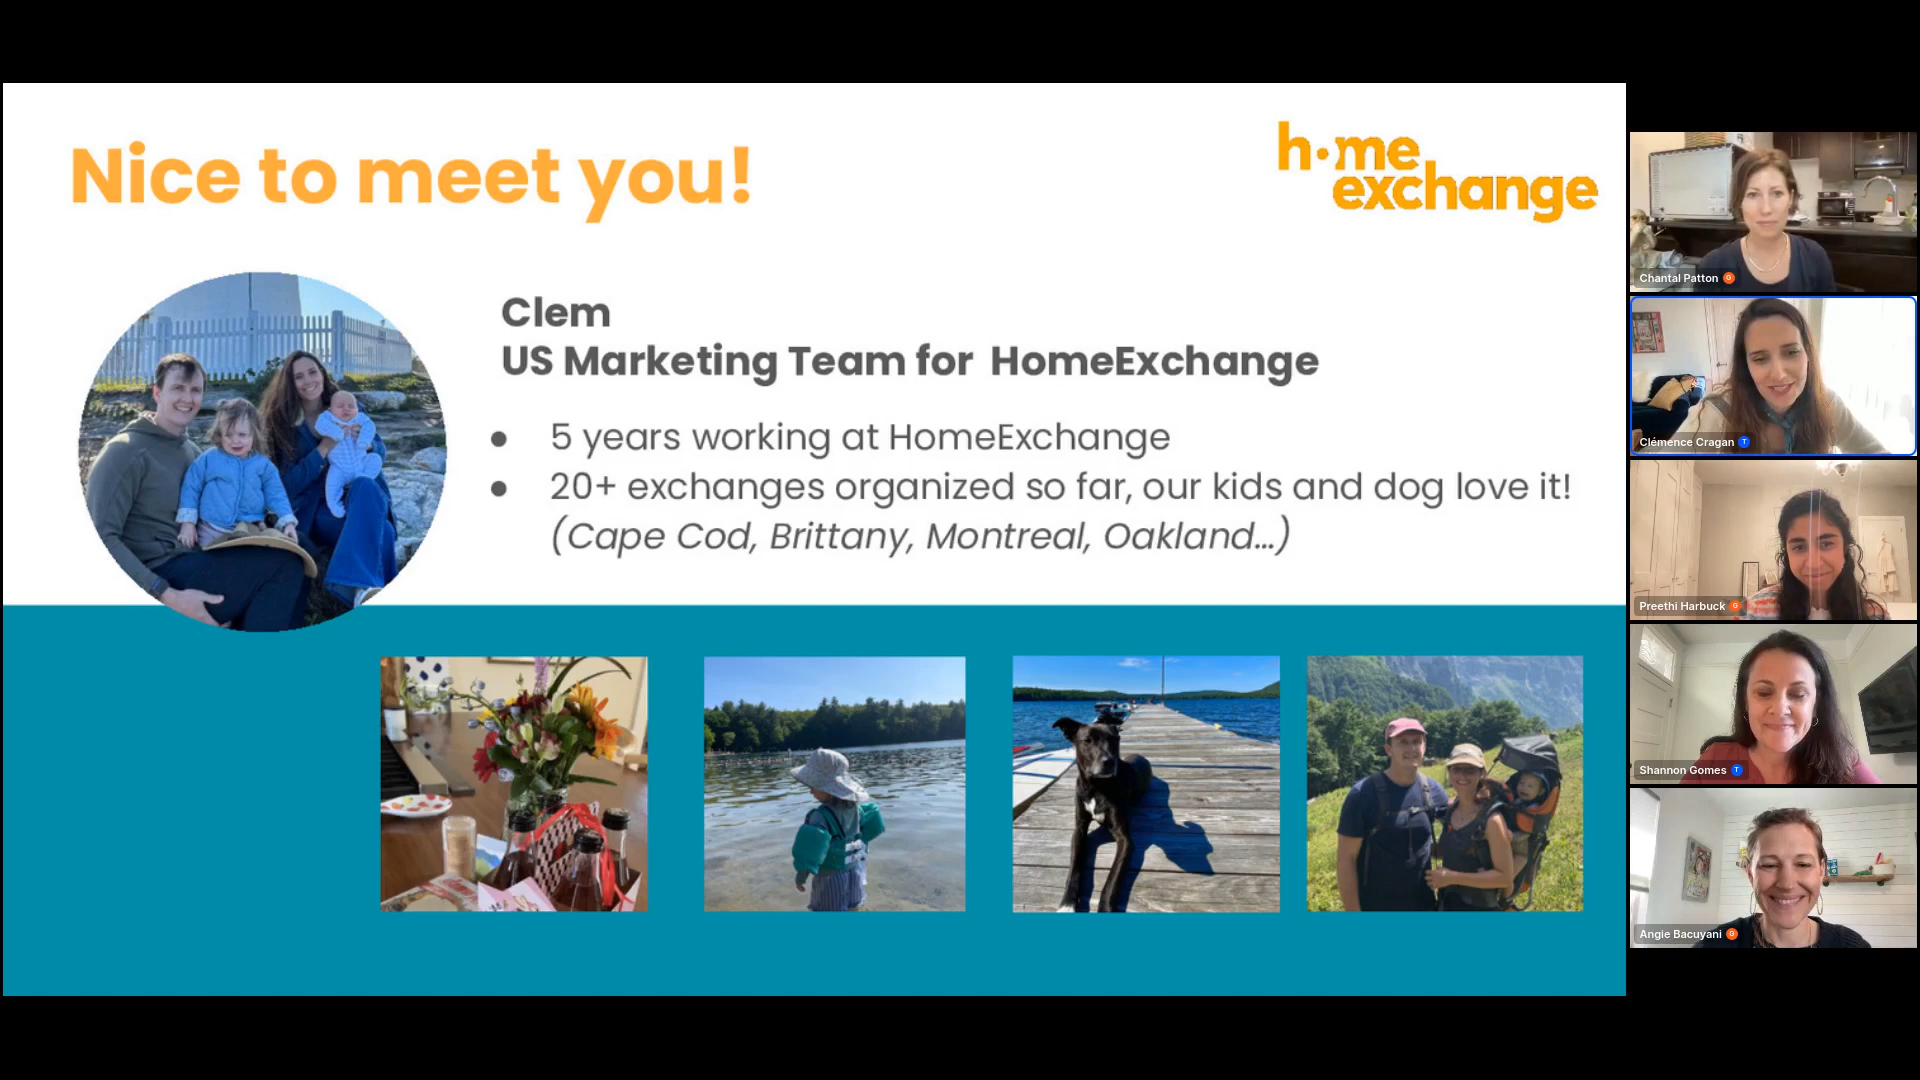 Nice to meet you!
h·me
exchange
Clem
US Marketing Team for HomeExchange
● 5 years working at HomeExchange
● 20+ exchanges organized so far, our kids and dog love it!
(Cape Cod, Brittany, Montreal, Oakland...)
Chantal Patton G
Clémence Cragan T
Preethi Harbuck G
Shannon Gomes T
Angie Bacuyani G